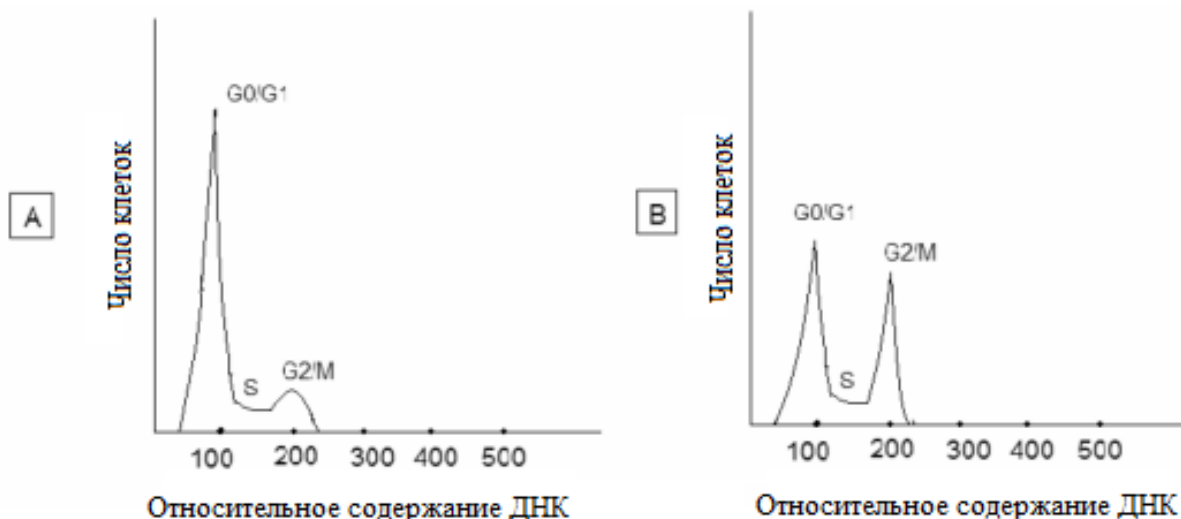 A
Число клеток
G0/G1
S
G2/M
100 200 300 400 500
Относительное содержание ДНК
B
Число клеток
G0/G1
S
G2/M
100 200 300 400 500
Относительное содержание ДНК